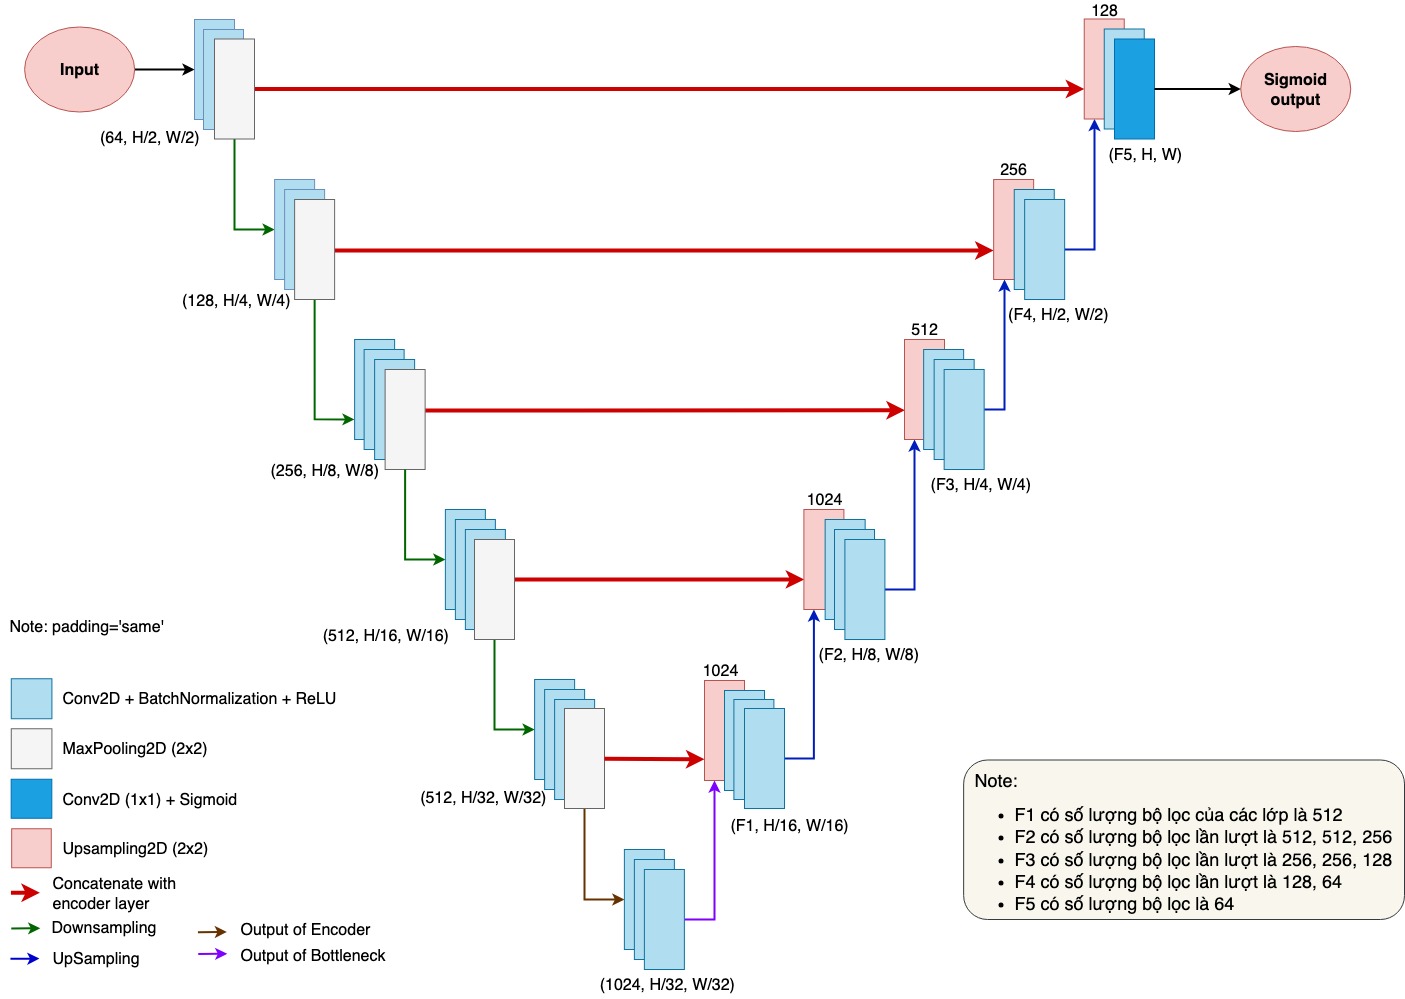 Input
(64, H/2, W/2)
128
Sigmoid
output
(F5, H, W)
256
(128, H/4, W/4)
(F4, H/2, W/2)
512
(256, H/8, W/8)
(F3, H/4, W/4)
1024
(512, H/16, W/16)
(F2, H/8, W/8)
1024
(512, H/32, W/32)
(F1, H/16, W/16)
(1024, H/32, W/32)
Note: padding='same'
Conv2D + BatchNormalization + ReLU
MaxPooling2D (2x2)
Conv2D (1x1) + Sigmoid
Upsampling2D (2x2)
Concatenate with
encoder layer
Downsampling
UpSampling
Output of Encoder
Output of Bottleneck
Note:
• F1 có số lượng bộ lọc của các lớp là 512
• F2 có số lượng bộ lọc lần lượt là 512, 512, 256
• F3 có số lượng bộ lọc lần lượt là 256, 256, 128
• F4 có số lượng bộ lọc lần lượt là 128, 64
• F5 có số lượng bộ lọc là 64